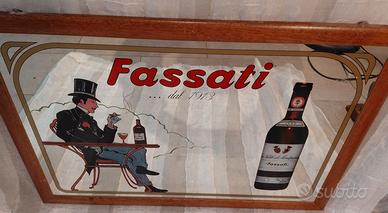 Fassati
... dal 1913
Fassati.
subito